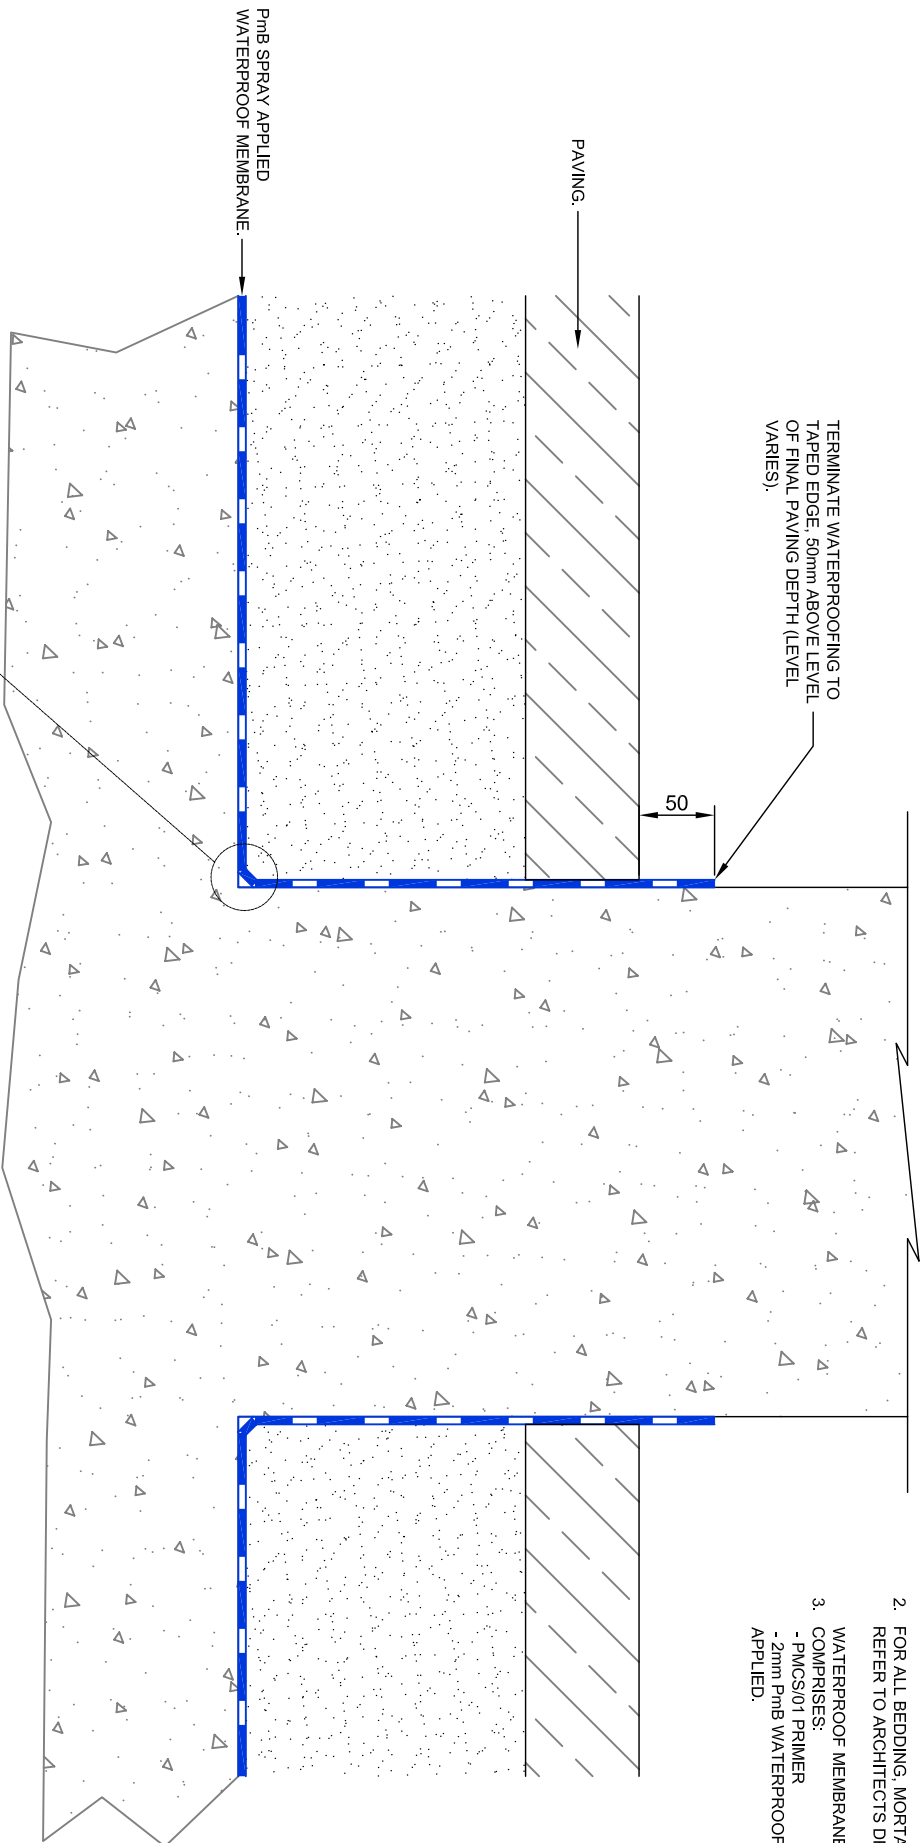 TERMINATE WATERPROOFING TO
TAPED EDGE, 50mm ABOVE LEVEL
OF FINAL PAVING DEPTH (LEVEL
VARIES).
50
PAVING.
PmB SPRAY APPLIED
WATERPROOF MEMBRANE.
2. FOR ALL BEDDING,
REFER TO ARCHITECTS
WATERPROOF MEMBRANE
3. COMPRISES:
- PMCS/01 PRIMER
- 2mm PmB WATERPROOF
APPLIED.